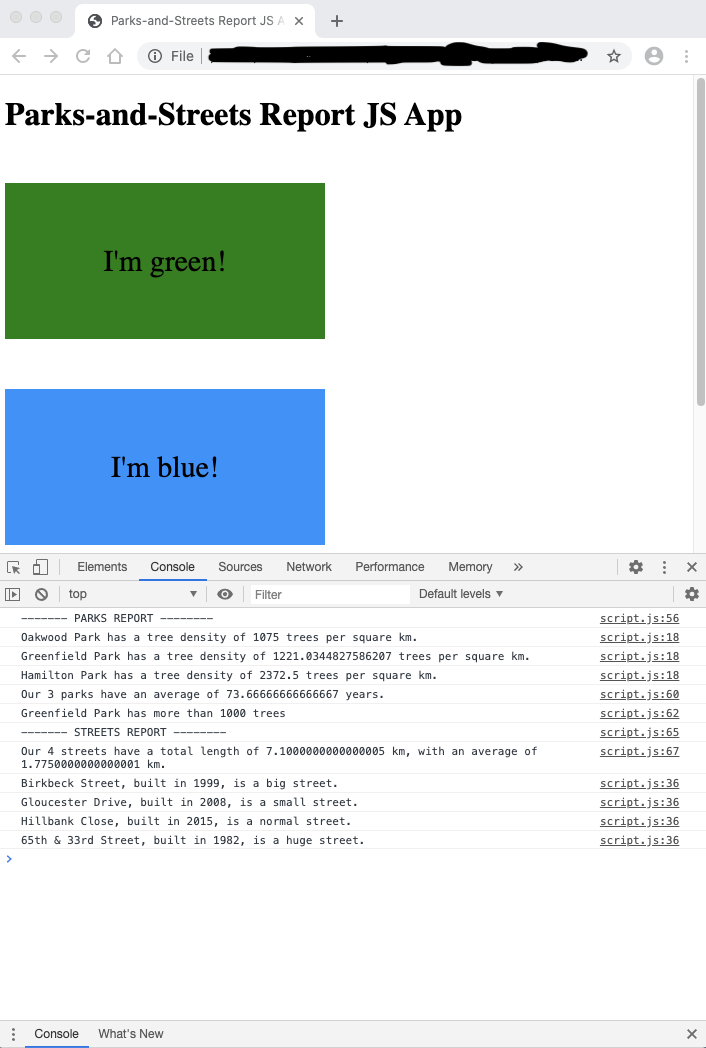 Parks-and-Streets Report JS A
File
Parks-and-Streets Report JS App
I'm green!
I'm blue!
Elements Console Sources Network Performance Memory »
top Filter Default levels
------- PARKS REPORT -------- script.js:56
Oakwood Park has a tree density of 1075 trees per square km. script.js:18
Greenfield Park has a tree density of 1221.0344827586207 trees per square km. script.js:18
Hamilton Park has a tree density of 2372.5 trees per square km. script.js:18
Our 3 parks have an average of 73.66666666666667 years. script.js:60
Greenfield Park has more than 1000 trees script.js:62
------- STREETS REPORT -------- script.js:65
Our 4 streets have a total length of 7.1000000000000005 km, with an average of script.js:67
1.7750000000000001 km.
Birkbeck Street, built in 1999, is a big street. script.js:36
Gloucester Drive, built in 2008, is a small street. script.js:36
Hillbank Close, built in 2015, is a normal street. script.js:36
65th & 33rd Street, built in 1982, is a huge street. script.js:36
>
Console What's New